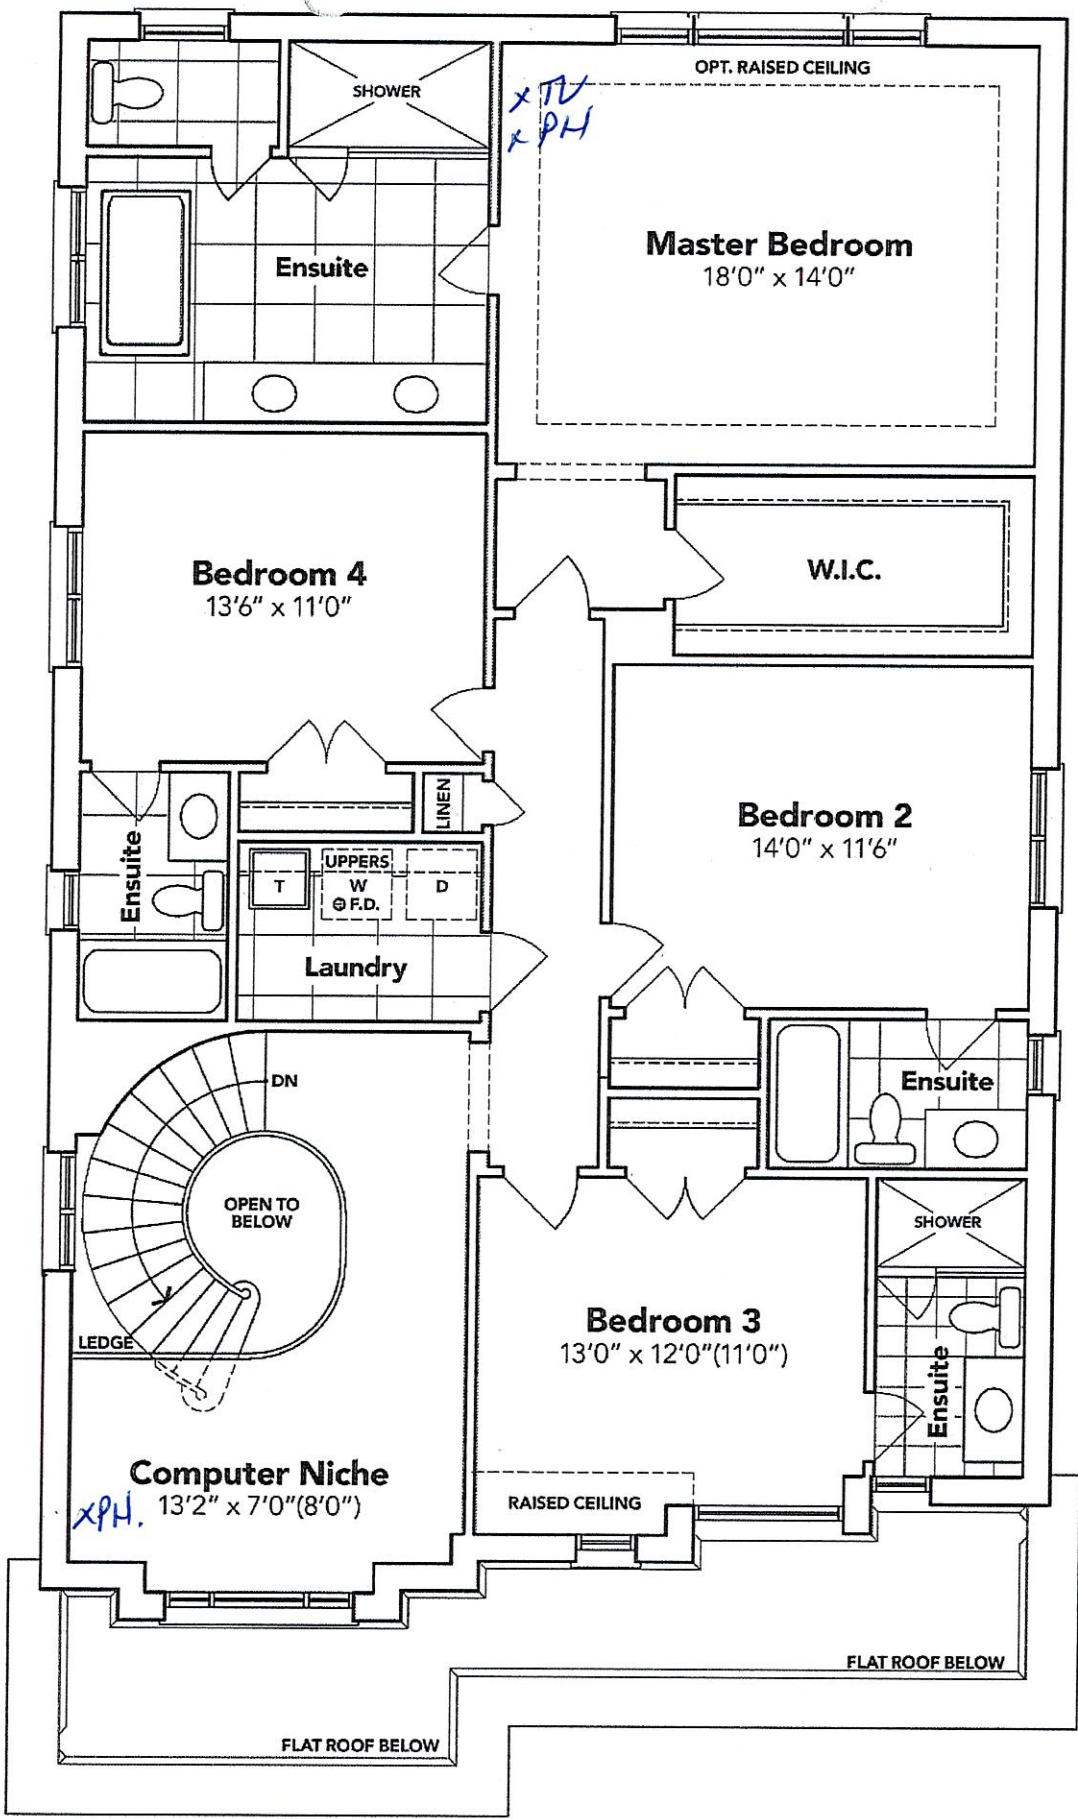 OPT. RAISED CEILING
SHOWER
x TV
x PH
Master Bedroom
18'0" x 14'0"
Ensuite
Bedroom 4
13'6" x 11'0"
W.I.C.
LINEN
Bedroom 2
14'0" x 11'6"
Ensuite
UPPERS
T
W
D
F.D.
Laundry
DN
Ensuite
OPEN TO
BELOW
SHOWER
Bedroom 3
13'0" x 12'0"(11'0")
LEDGE
Ensuite
Computer Niche
13'2" x 7'0"(8'0")
xPH.
RAISED CEILING
FLAT ROOF BELOW
FLAT ROOF BELOW